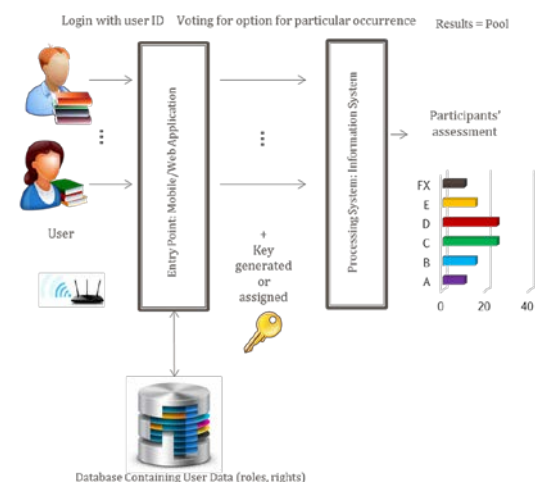 Login with user ID
Voting for option for particular occurrence
Results = Pool
User
Entry Point: Mobile/Web Application
...
...
+
Key
generated
or
assigned
Processing System: Information System
Participants'
assessment
FX
E
D
C
B
A
0
20
40
Database Containing User Data (roles, rights)